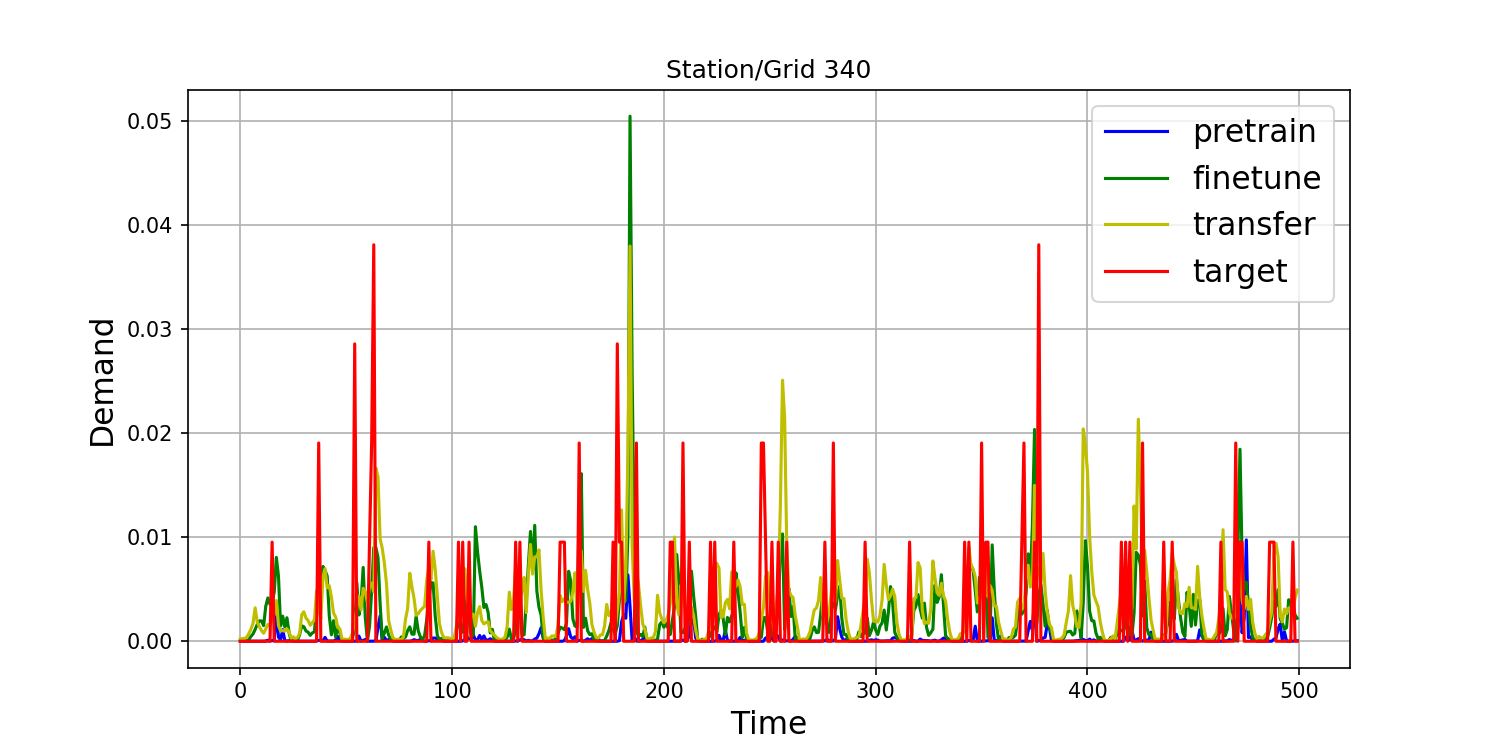 Station/Grid 340
Demand
0.05
0.04
0.03
0.02
0.01
0.00
pretrain
finetune
transfer
target
0 100 200 300 400 500
Time